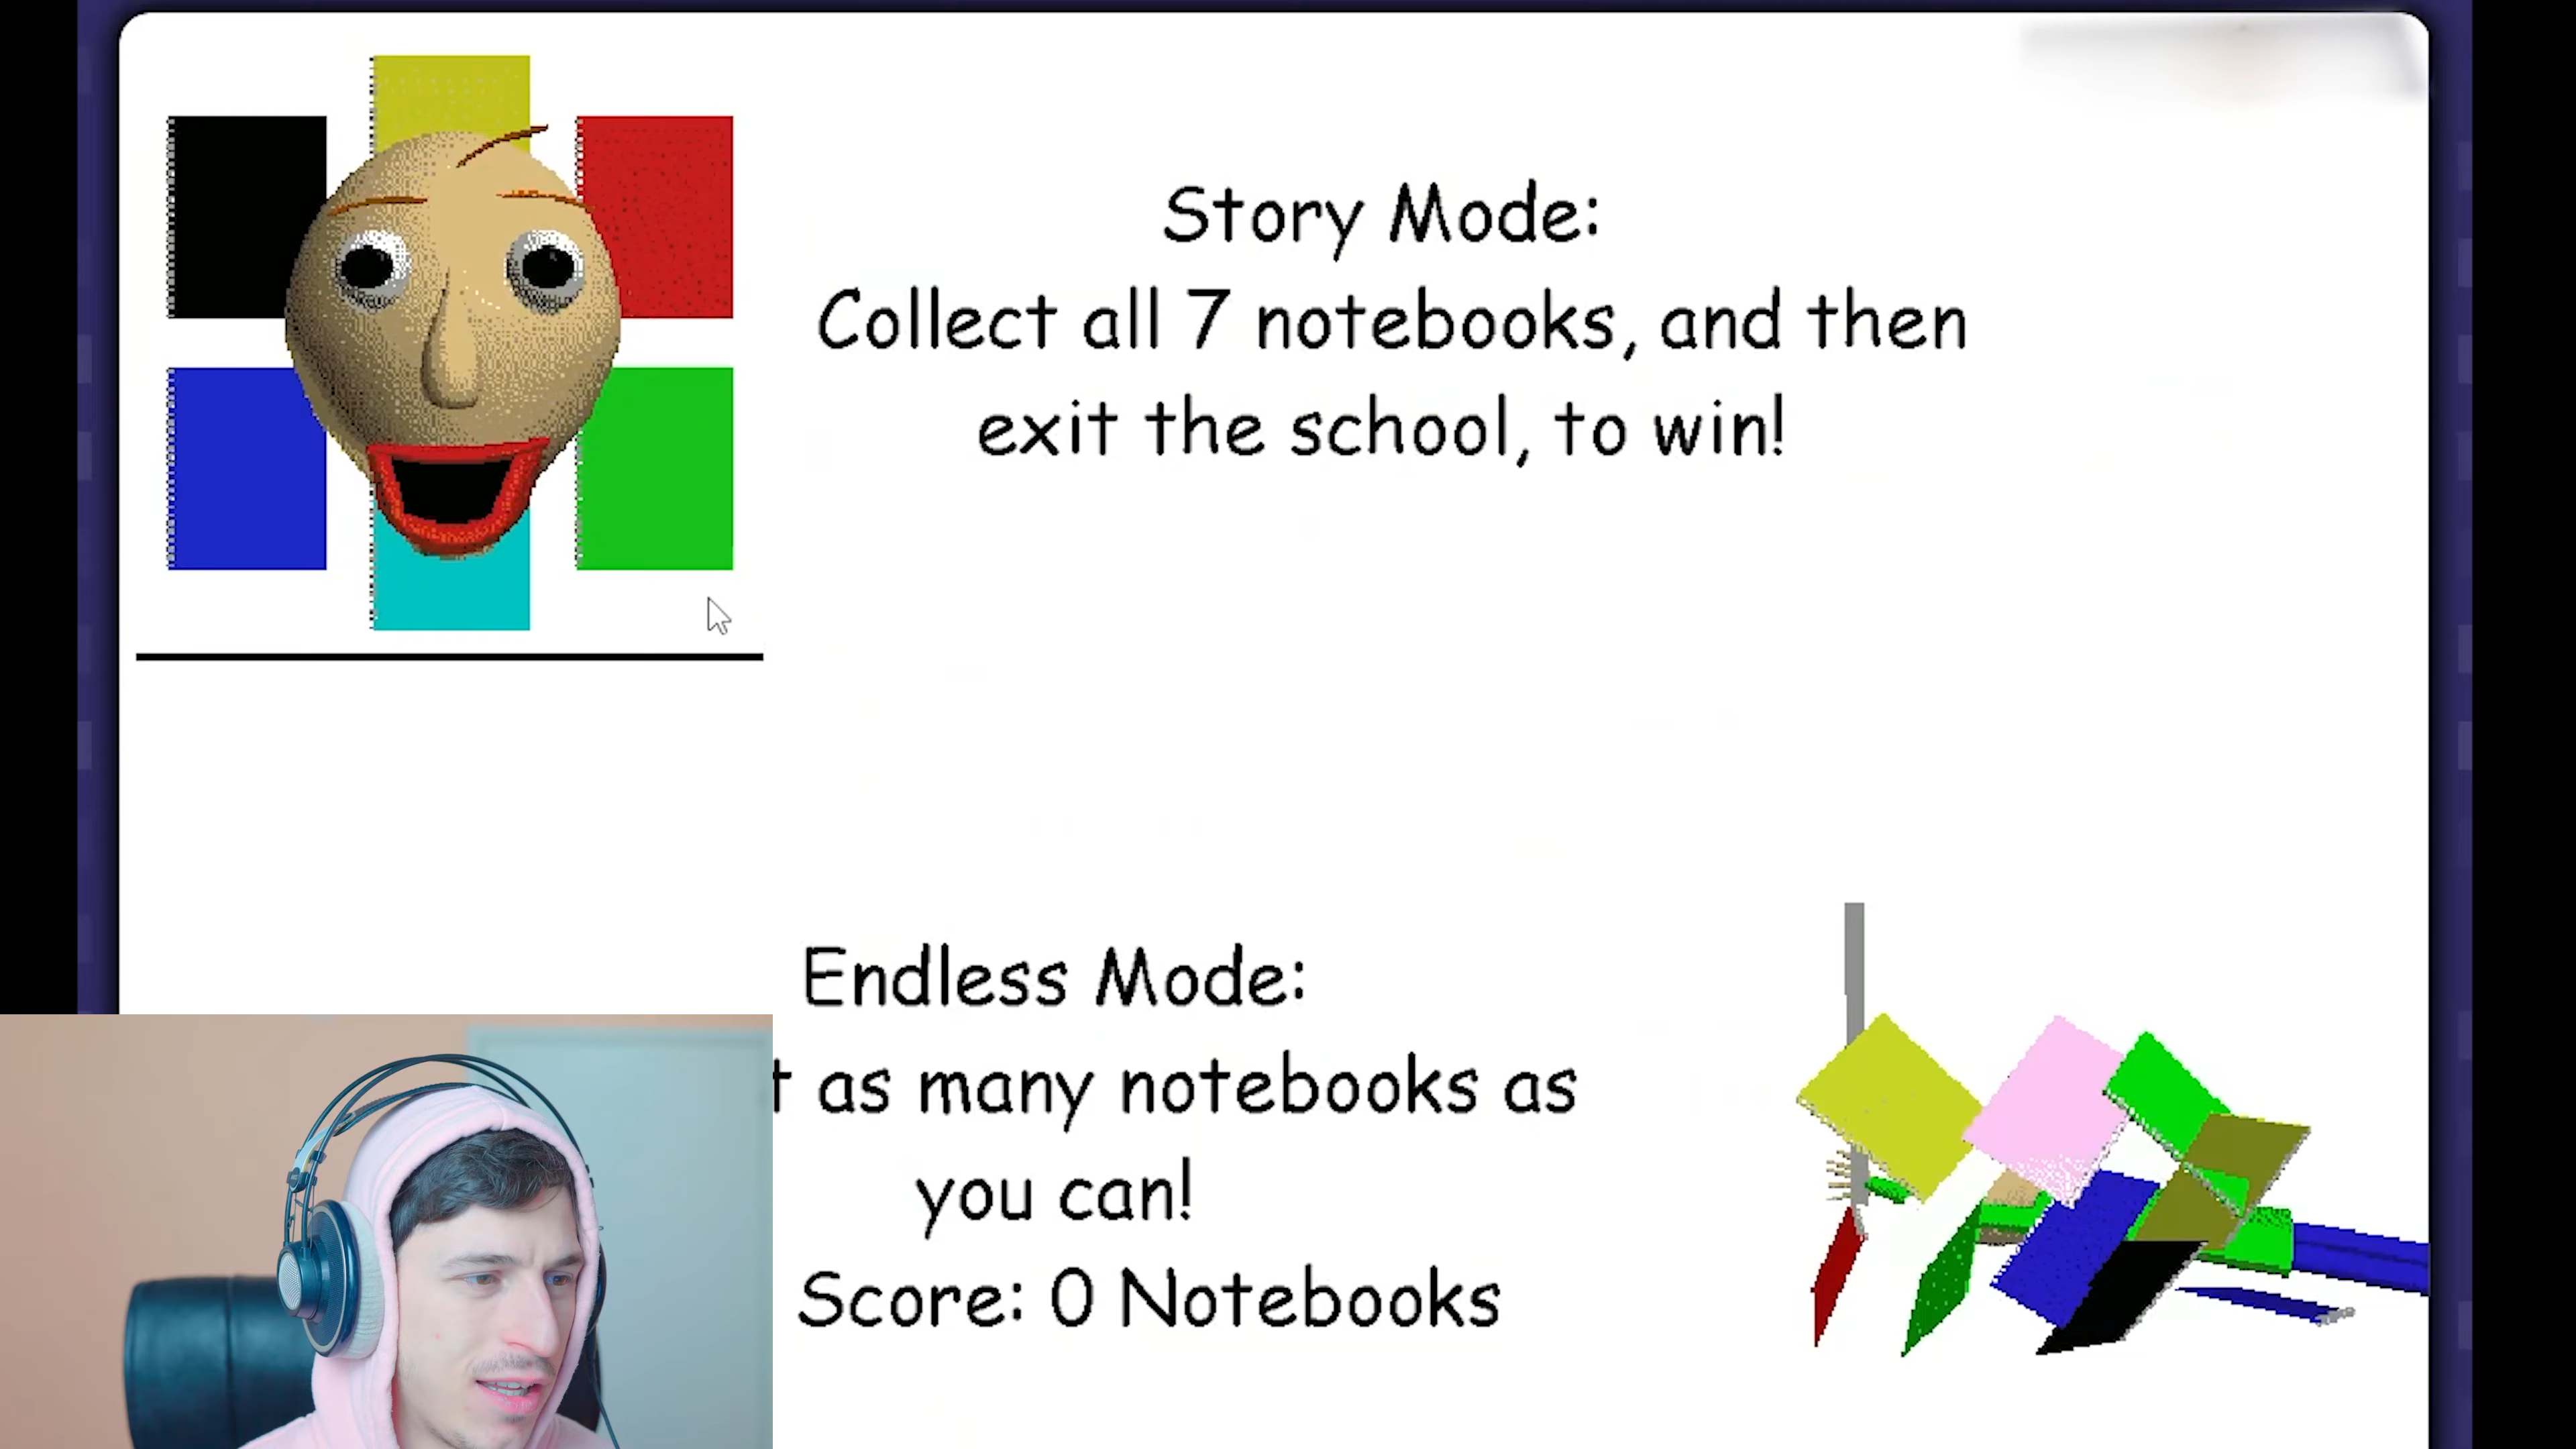 Story Mode:
Collect all 7 notebooks, and then
exit the school, to win!
Endless Mode:
as many notebooks as
you can!
Score: 0 Notebooks